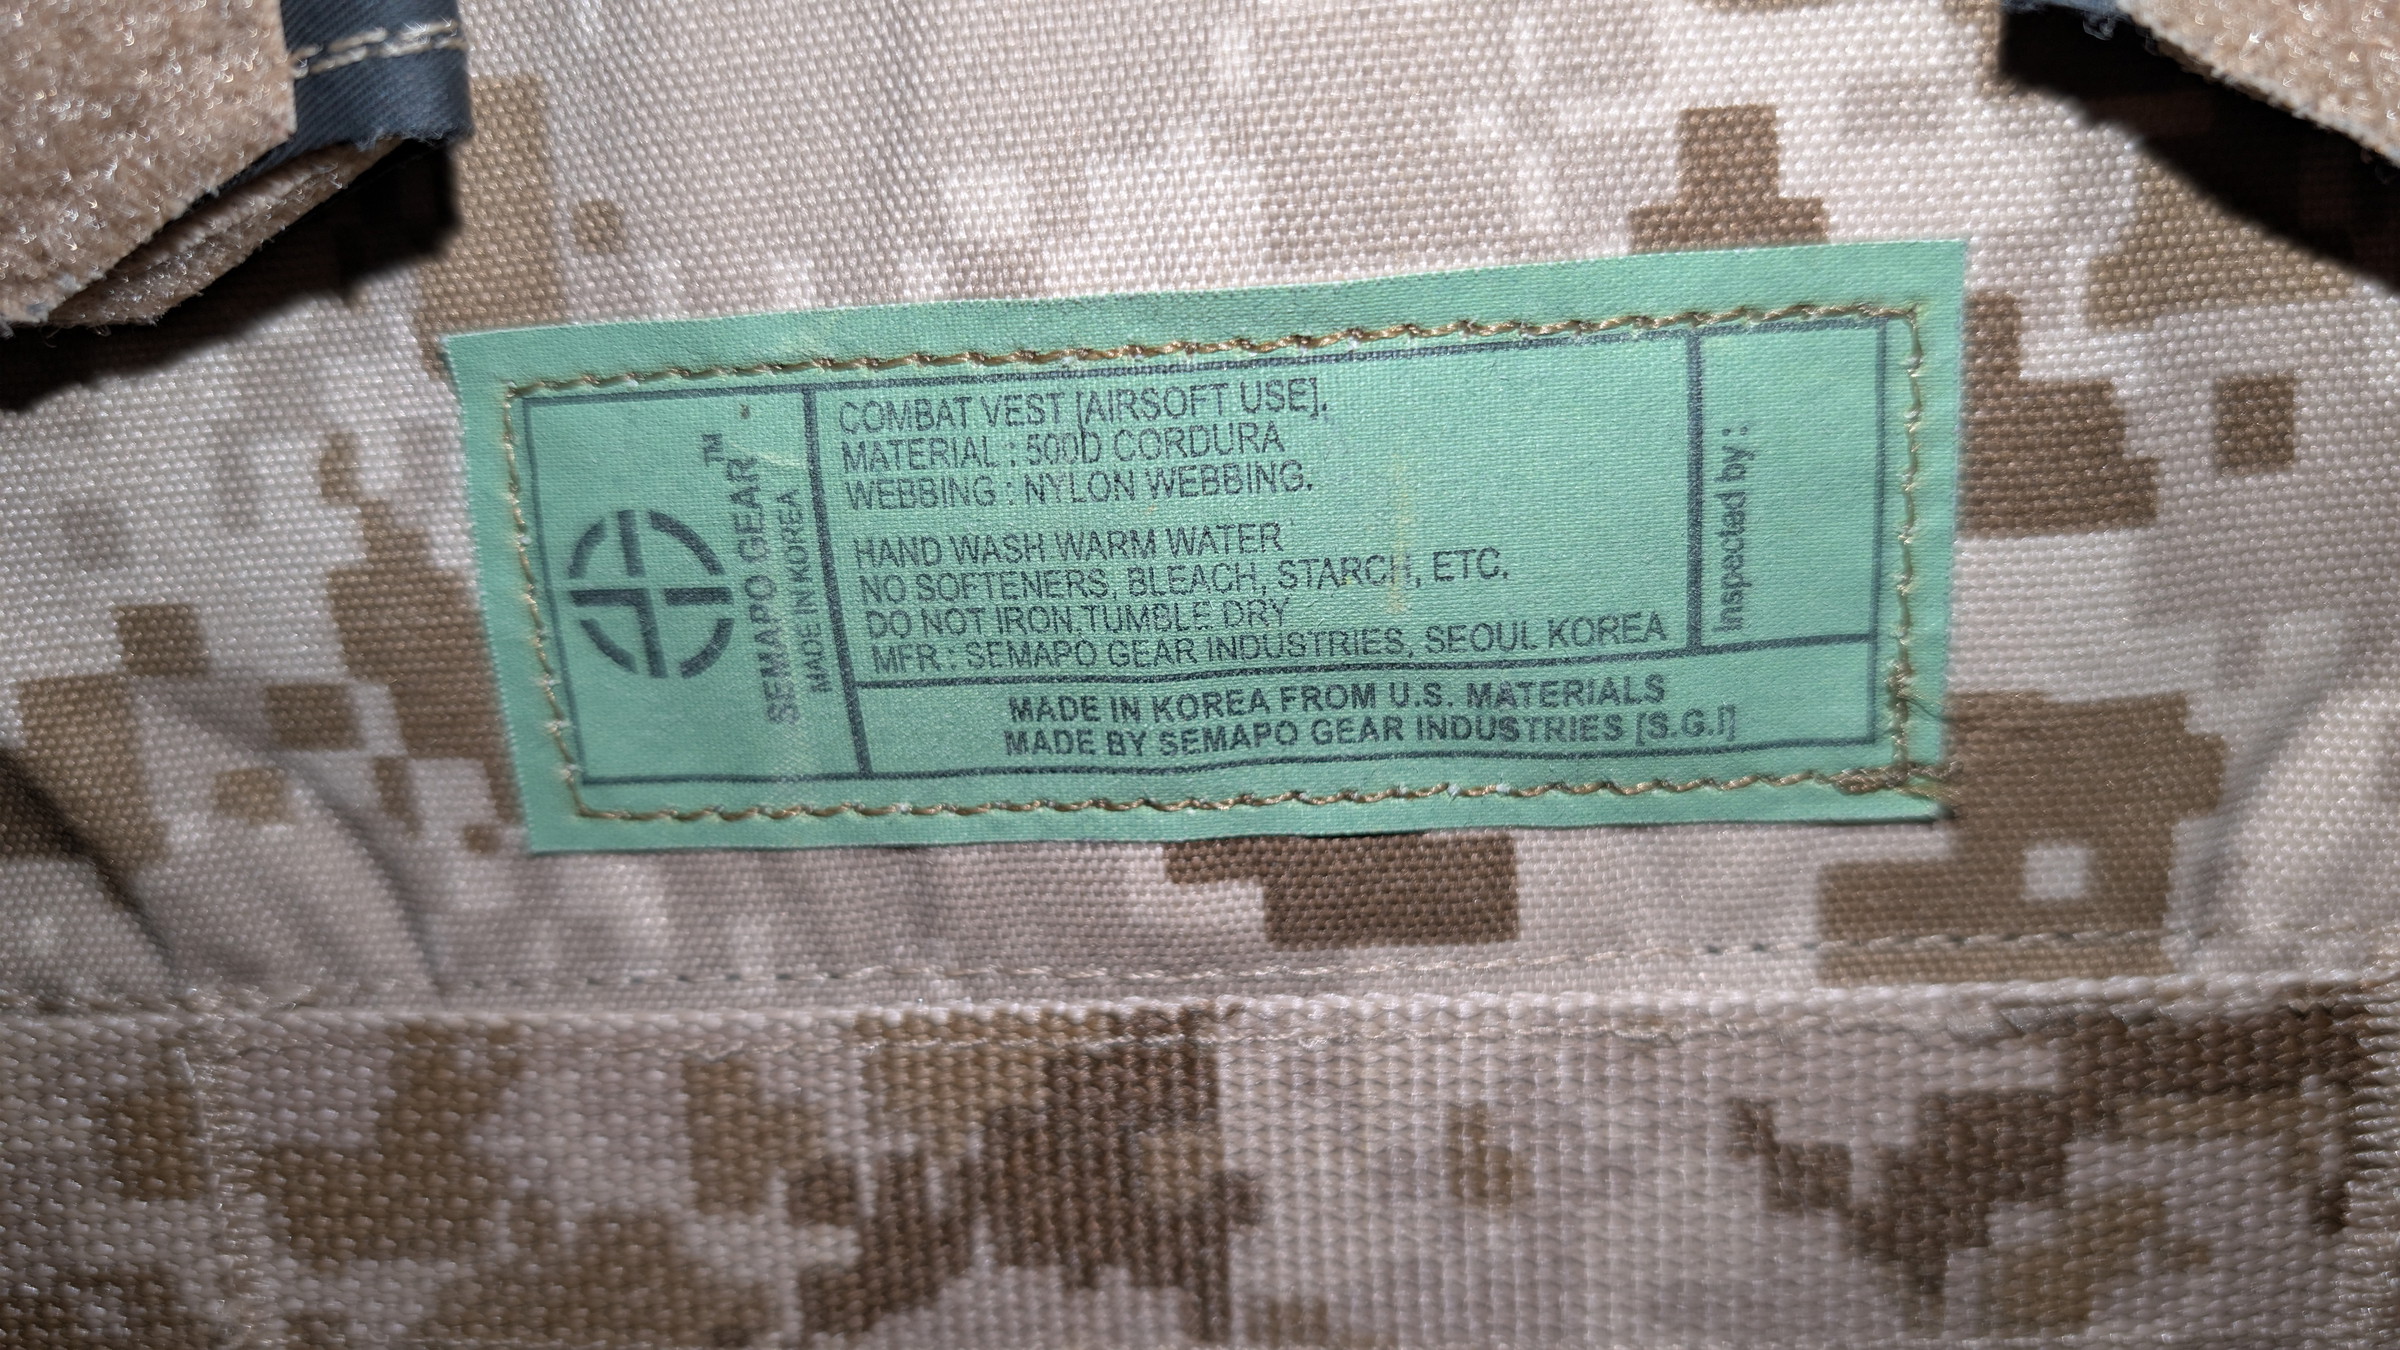 SEMAPO GEAR™
MADE IN KOREA
COMBAT VEST [AIRSOFT USE].
MATERIAL : 500D CORDURA
WEBBING : NYLON WEBBING.
HAND WASH WARM WATER
NO SOFTENERS, BLEACH, STARCH, ETC.
DO NOT IRON.TUMBLE DRY
MFR : SEMAPO GEAR INDUSTRIES, SEOUL KOREA
Inspected by :
MADE IN KOREA FROM U.S. MATERIALS
MADE BY SEMAPO GEAR INDUSTRIES [S.G.I]